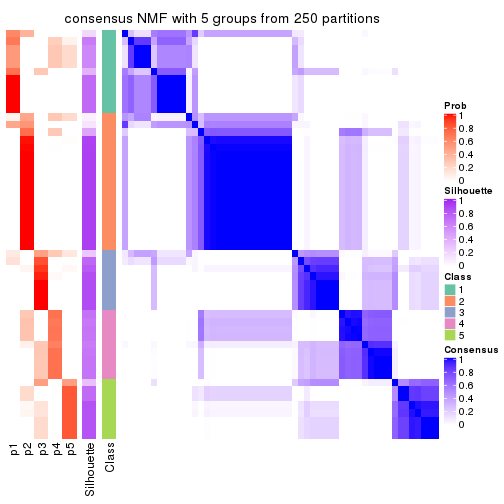 consensus NMF with 5 groups from 250 partitions
Prob
1
0.8
0.6
0.4
0.2
0
Silhouette
1
0.8
0.6
0.4
0.2
0
Class
1
2
3
4
5
Consensus
1
0.8
0.6
0.4
0.2
0
p1
p2
p3
p4
p5
Silhouette
Class